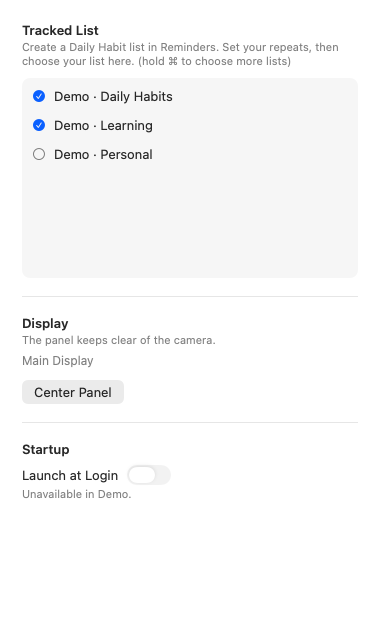 Tracked List
Create a Daily Habit list in Reminders. Set your repeats, then
choose your list here. (hold ⌘ to choose more lists)
Demo · Daily Habits
Demo · Learning
Demo · Personal
Display
The panel keeps clear of the camera.
Main Display
Center Panel
Startup
Launch at Login
Unavailable in Demo.